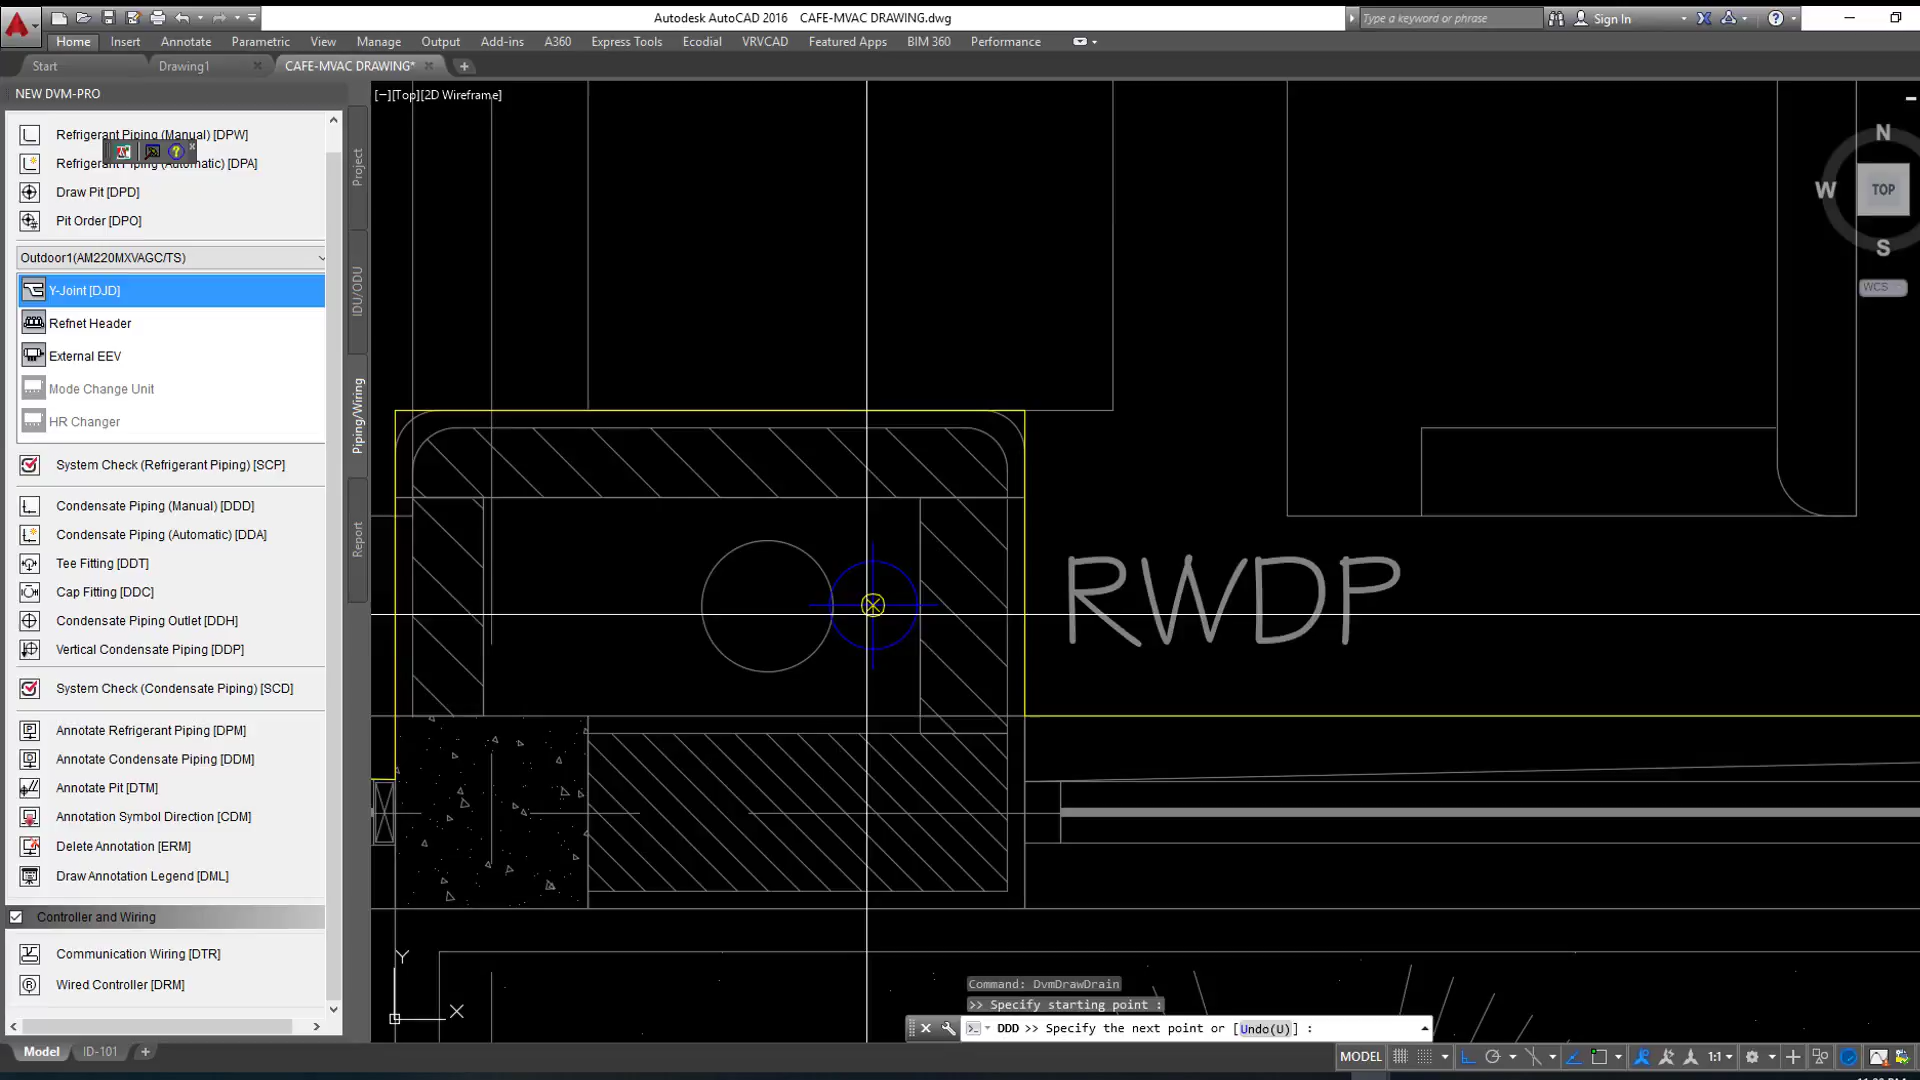 Autodesk AutoCAD 2016 CAFE-MVAC DRAWING.dwg
Type a keyword or phrase
Sign In
Home Insert Annotate Parametric View Manage Output Add-ins A360 Express Tools Ecodial VRVCAD Featured Apps BIM 360 Performance
Start Drawing1 CAFE-MVAC DRAWING*
NEW DVM-PRO
[−][Top][2D Wireframe]
Refrigerant Piping (Manual) [DPW]
Refrigerant Piping (Automatic) [DPA]
Draw Pit [DPD]
Pit Order [DPO]
Outdoor1(AM220MXVAGC/TS)
Y-Joint [DJD]
Refnet Header
External EEV
Mode Change Unit
HR Changer
System Check (Refrigerant Piping) [SCP]
Condensate Piping (Manual) [DDD]
Condensate Piping (Automatic) [DDA]
Tee Fitting [DDT]
Cap Fitting [DDC]
Condensate Piping Outlet [DDH]
Vertical Condensate Piping [DDP]
System Check (Condensate Piping) [SCD]
Annotate Refrigerant Piping [DPM]
Annotate Condensate Piping [DDM]
Annotate Pit [DTM]
Annotation Symbol Direction [CDM]
Delete Annotation [ERM]
Draw Annotation Legend [DML]
Controller and Wiring
Communication Wiring [DTR]
Wired Controller [DRM]
Project
IDU/ODU
Piping/Wiring
Report
N
W TOP
S
WCS
RWDP
Y
X
Command: DvmDrawDrain
>> Specify starting point :
DDD >> Specify the next point or [Undo(U)] :
Model ID-101
MODEL 1:1